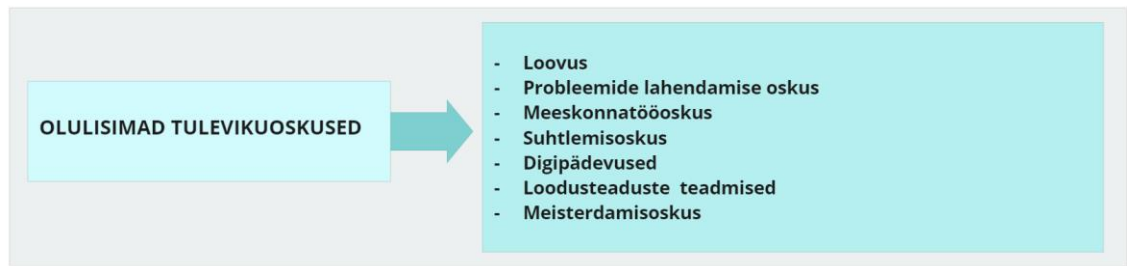 OLULISIMAD TULEVIKUOSKUSED
- Loovus
- Probleemide lahendamise oskus
- Meeskonnatööoskus
- Suhtlemisoskus
- Digipädevused
- Loodusteaduste teadmised
- Meisterdamisoskus